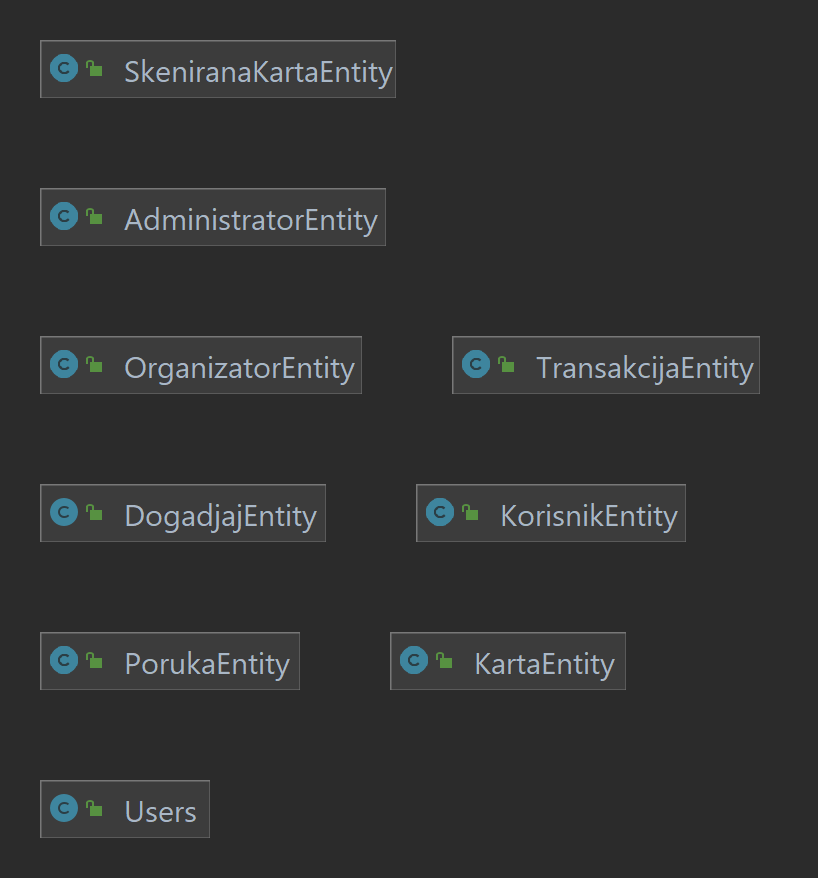 SkeniranaKartaEntity
AdministratorEntity
OrganizatorEntity TransakcijaEntity
DogadjajEntity KorisnikEntity
PorukaEntity KartaEntity
Users